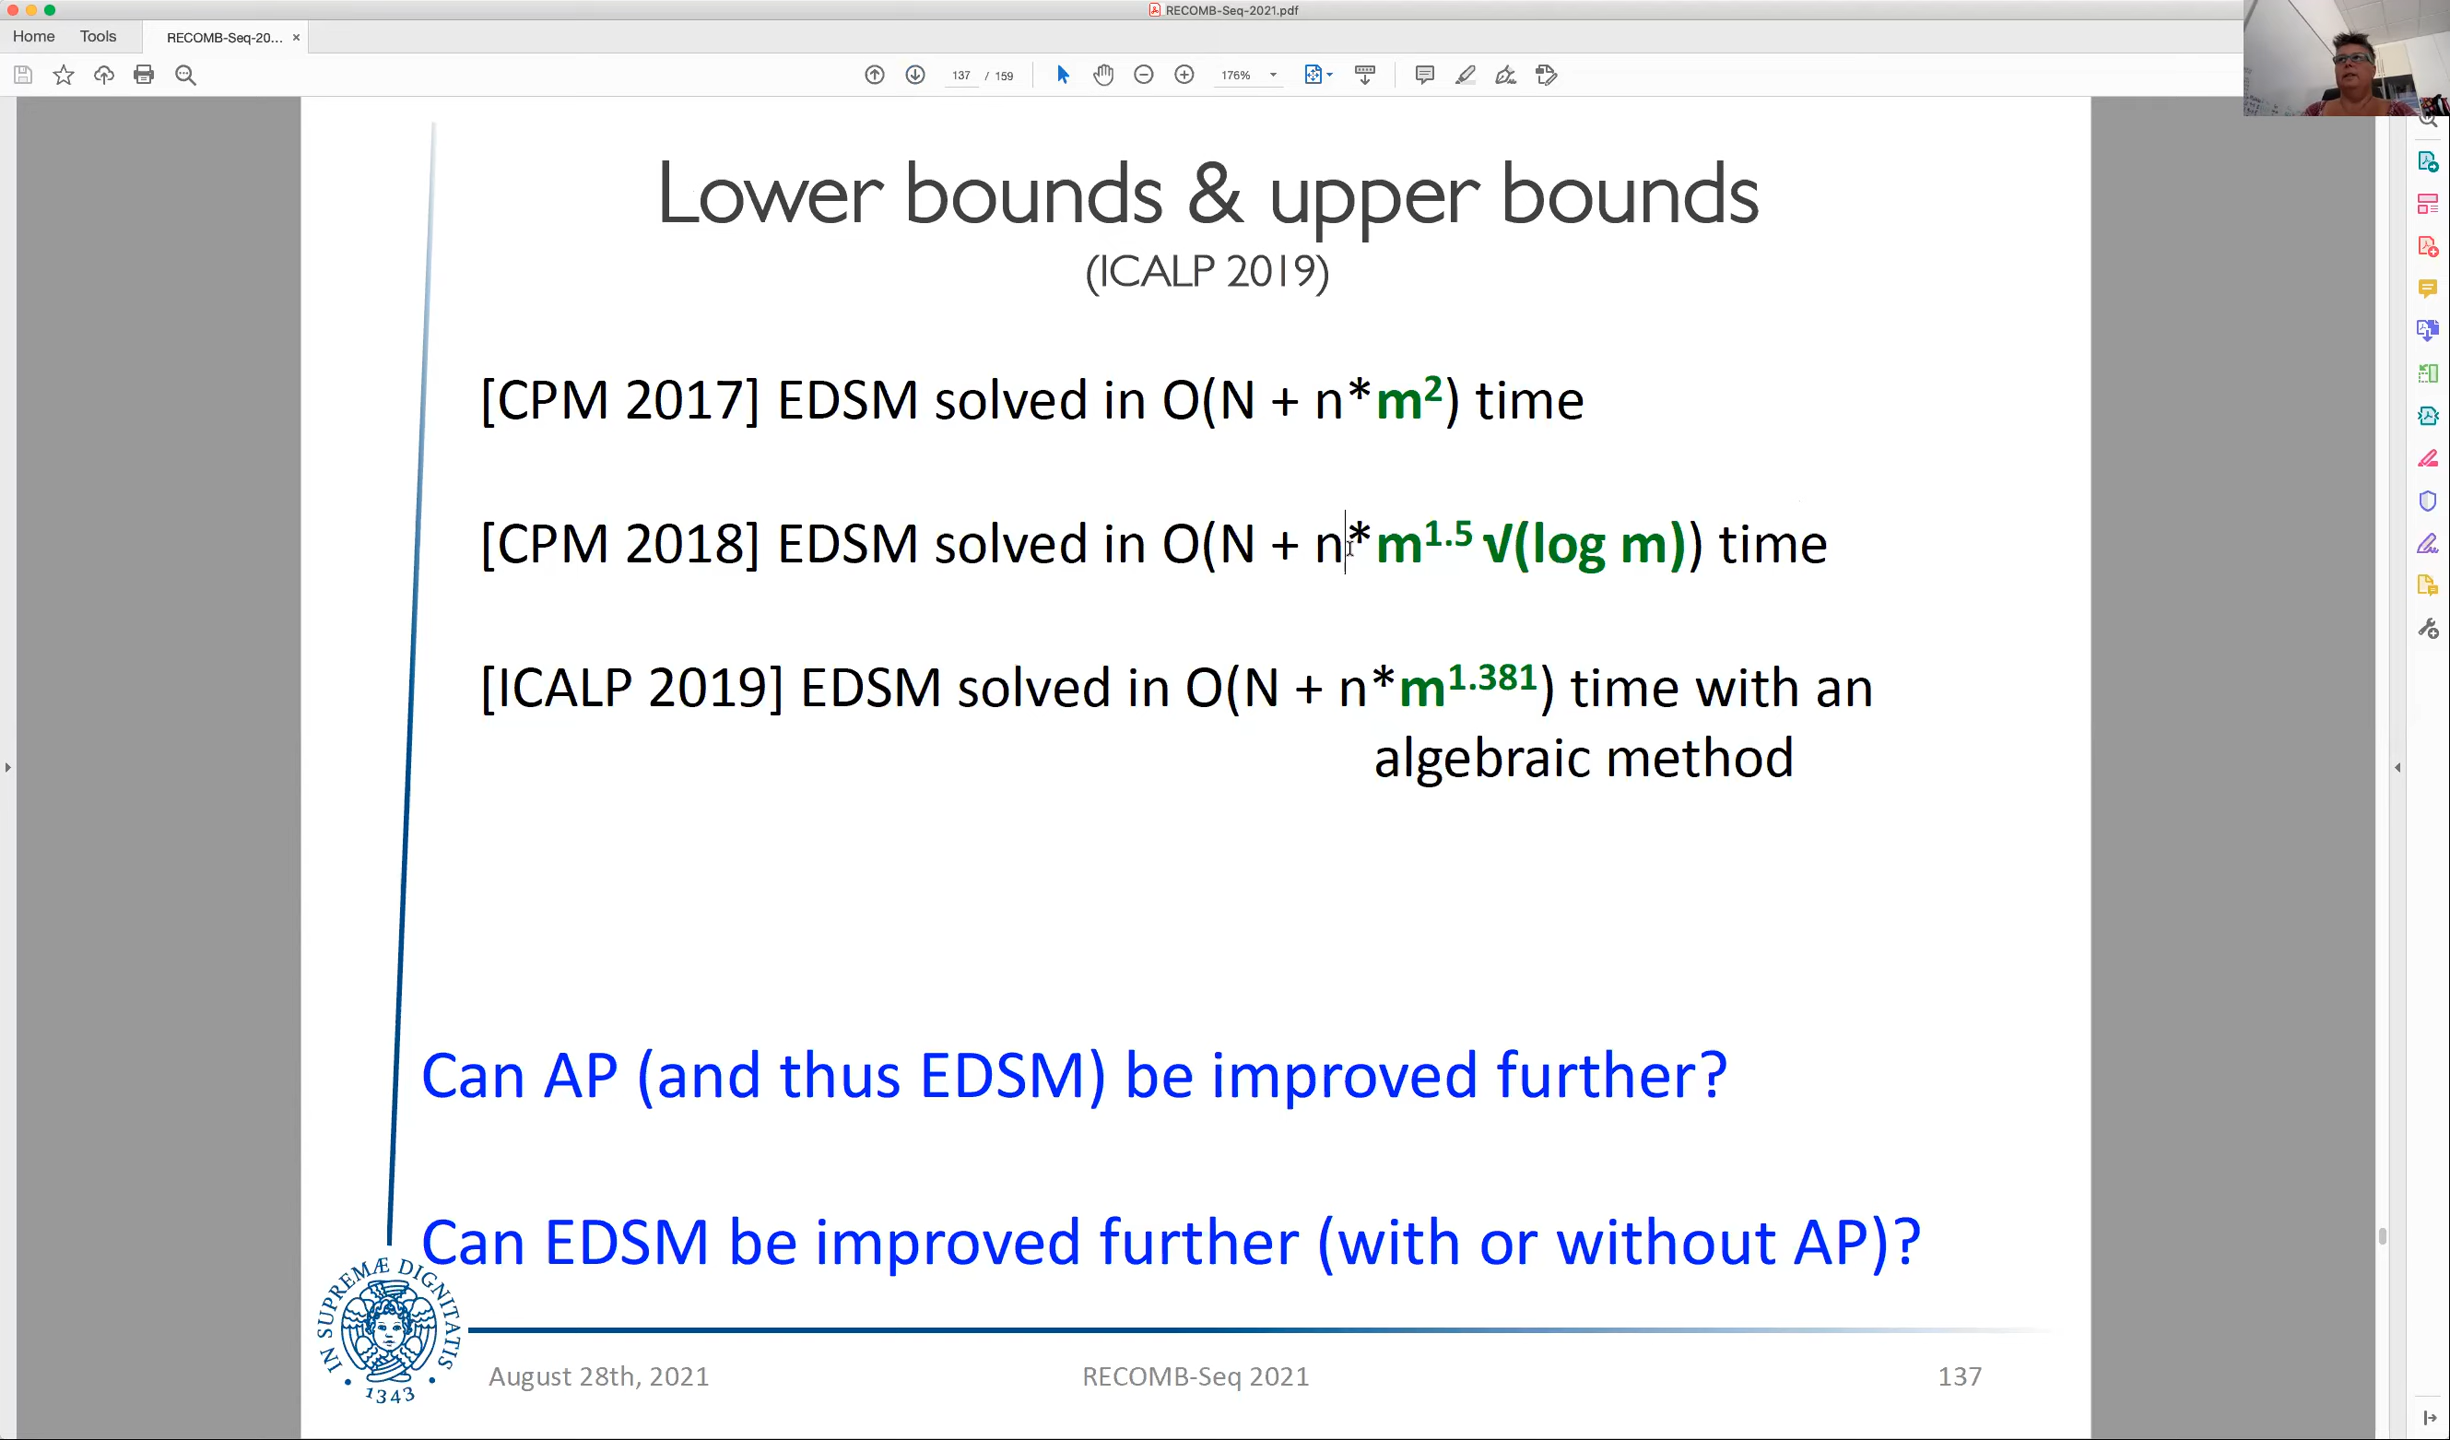 RECOMB-Seq-2021.pdf
Home Tools RECOMB-Seq-20... ×
137 / 159 176%
Lower bounds & upper bounds
(ICALP 2019)
[CPM 2017] EDSM solved in O(N + n*m²) time
[CPM 2018] EDSM solved in O(N + n*m¹·⁵ √(log m)) time
[ICALP 2019] EDSM solved in O(N + n*m¹·³⁸¹) time with an
algebraic method
Can AP (and thus EDSM) be improved further?
Can EDSM be improved further (with or without AP)?
IN SUPREMÆ DIGNITATIS
• 1343 •
August 28th, 2021 RECOMB-Seq 2021 137